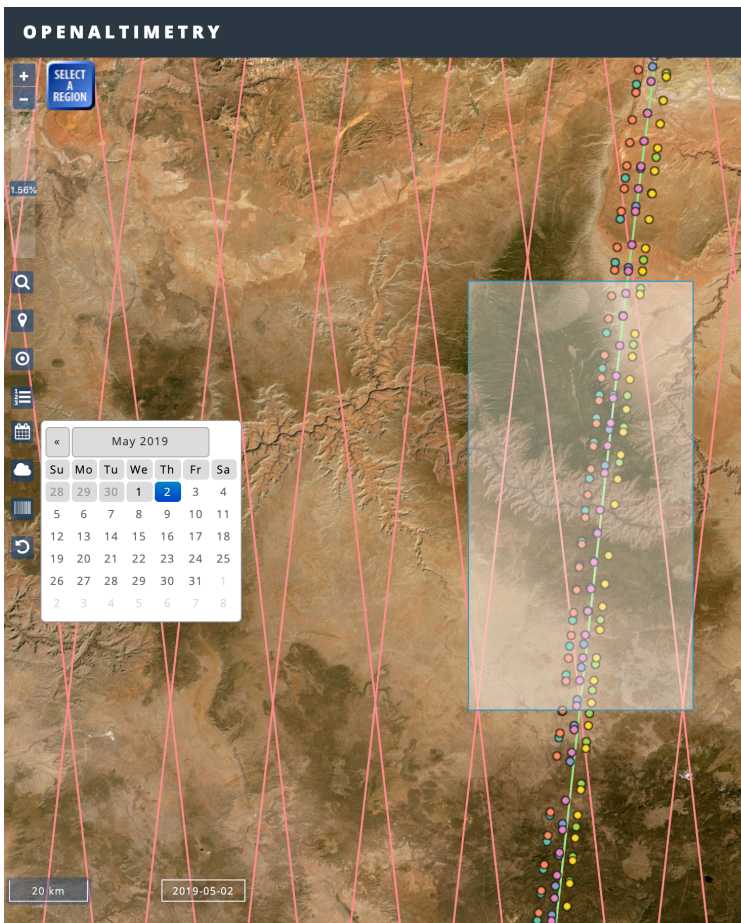 OPENALTIMETRY
+
−
SELECT
A
REGION
1.56%
« May 2019
Su Mo Tu We Th Fr Sa
28 29 30 1 2 3 4
5 6 7 8 9 10 11
12 13 14 15 16 17 18
19 20 21 22 23 24 25
26 27 28 29 30 31 1
2 3 4 5 6 7 8
20 km
2019-05-02